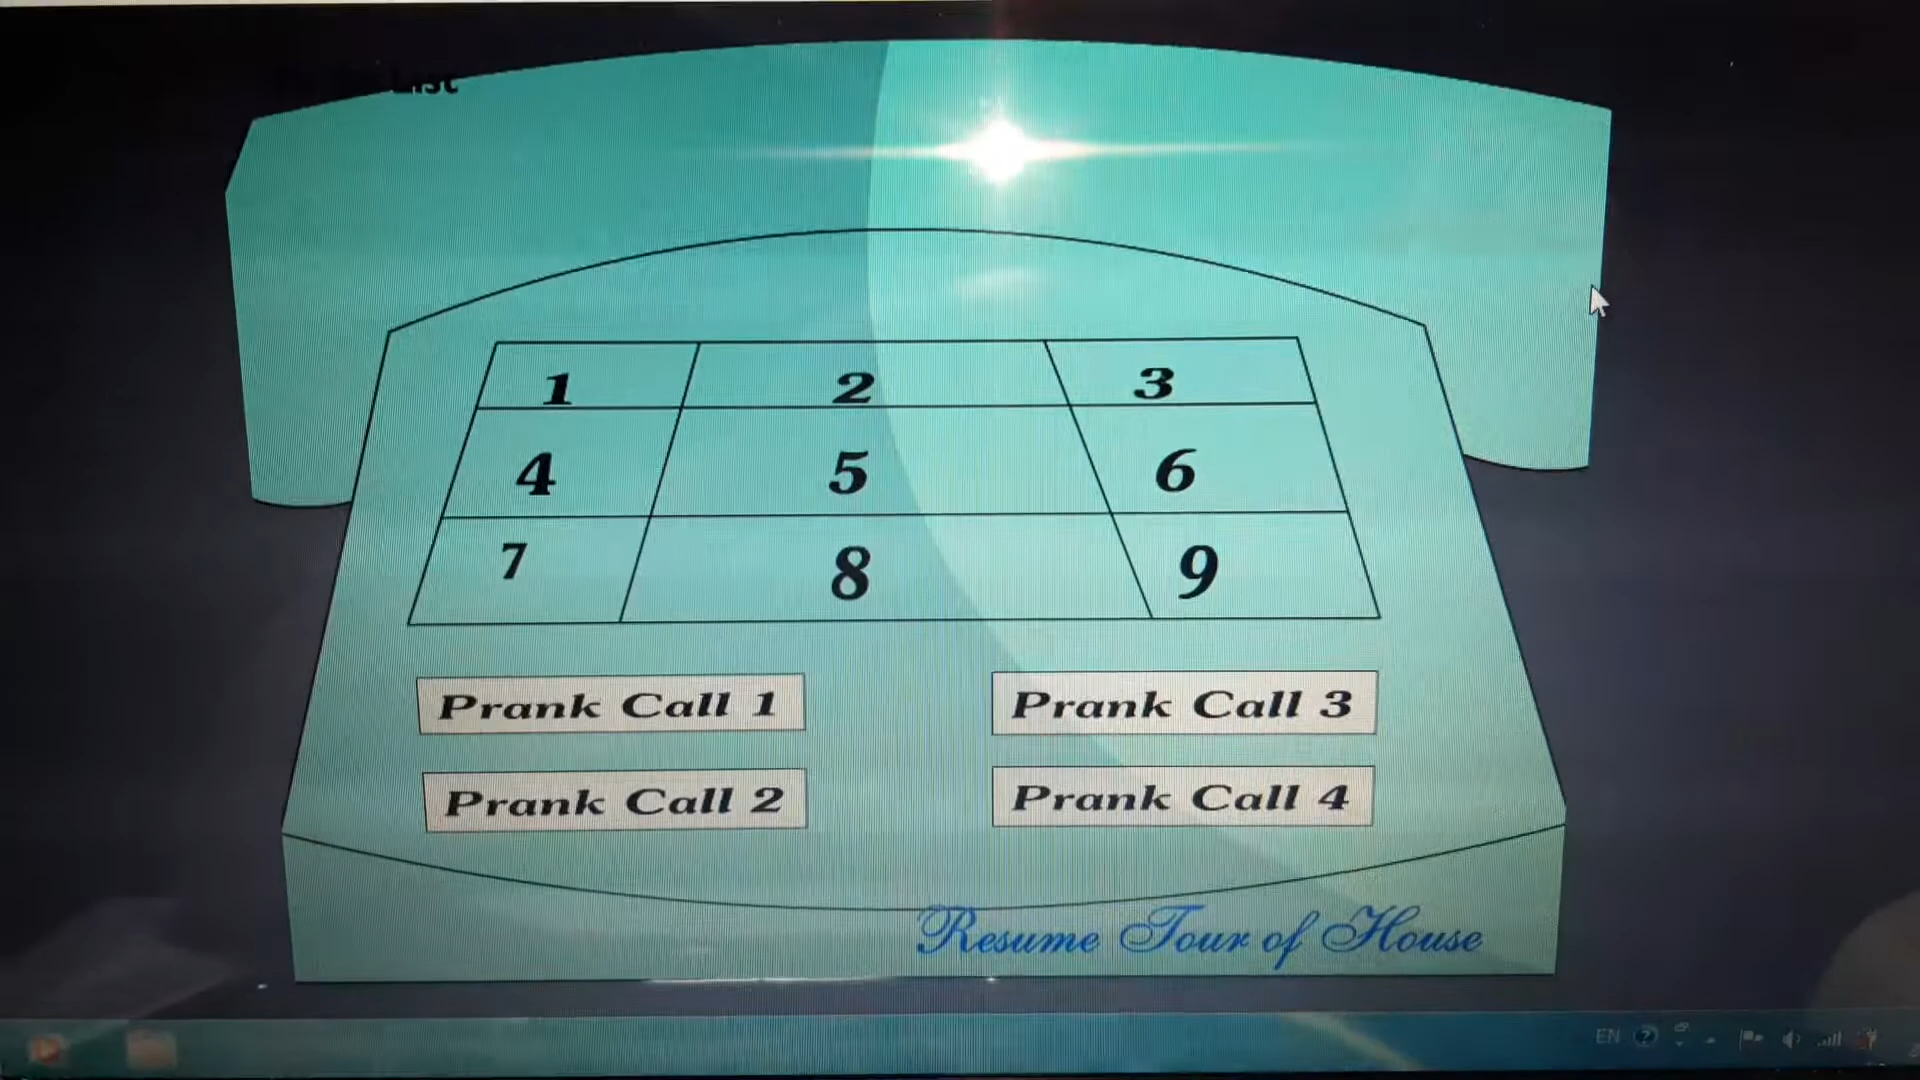 List
1 2 3
4 5 6
7 8 9
Prank Call 1 Prank Call 3
Prank Call 2 Prank Call 4
Resume Tour of House
EN